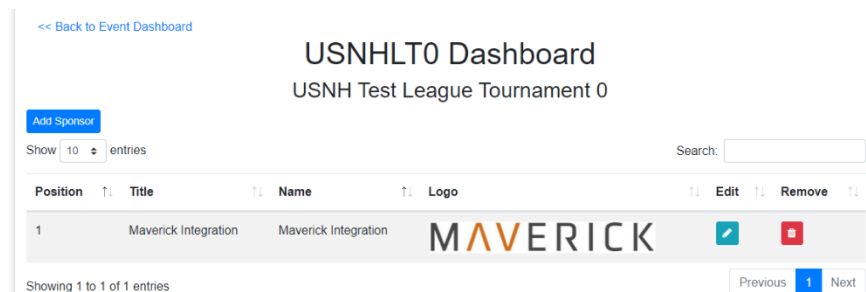 << Back to Event Dashboard
USNHLT0 Dashboard
USNH Test League Tournament 0
Add Sponsor
Show 10 entries
Search:
Position Title Name Logo Edit Remove
1 Maverick Integration Maverick Integration MAVERICK
Showing 1 to 1 of 1 entries
Previous 1 Next